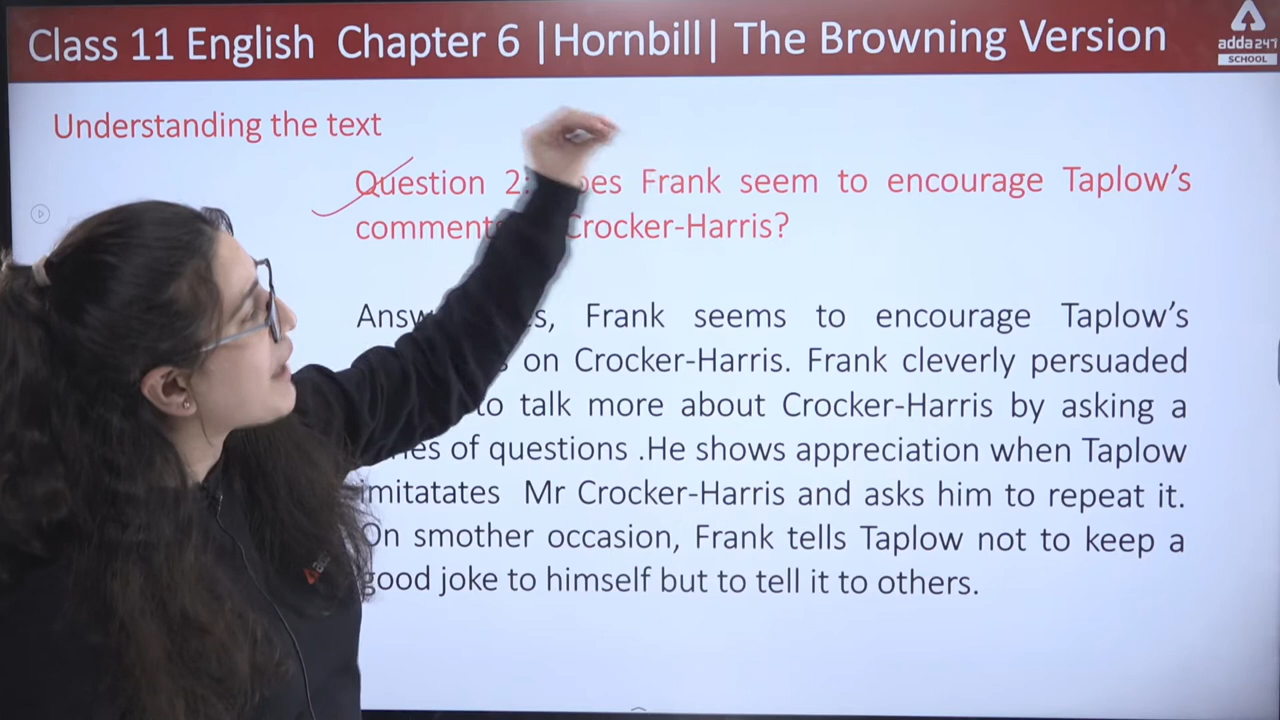 Class 11 English Chapter 6 |Hornbill| The Browning Version
adda247
SCHOOL
Understanding the text
Question 2: Frank seem to encourage Taplow's
Crocker-Harris?
Frank seems to encourage Taplow's
on Crocker-Harris. Frank cleverly persuaded
to talk more about Crocker-Harris by asking a
of questions .He shows appreciation when Taplow
imitatates Mr Crocker-Harris and asks him to repeat it.
On smother occasion, Frank tells Taplow not to keep a
good joke to himself but to tell it to others.